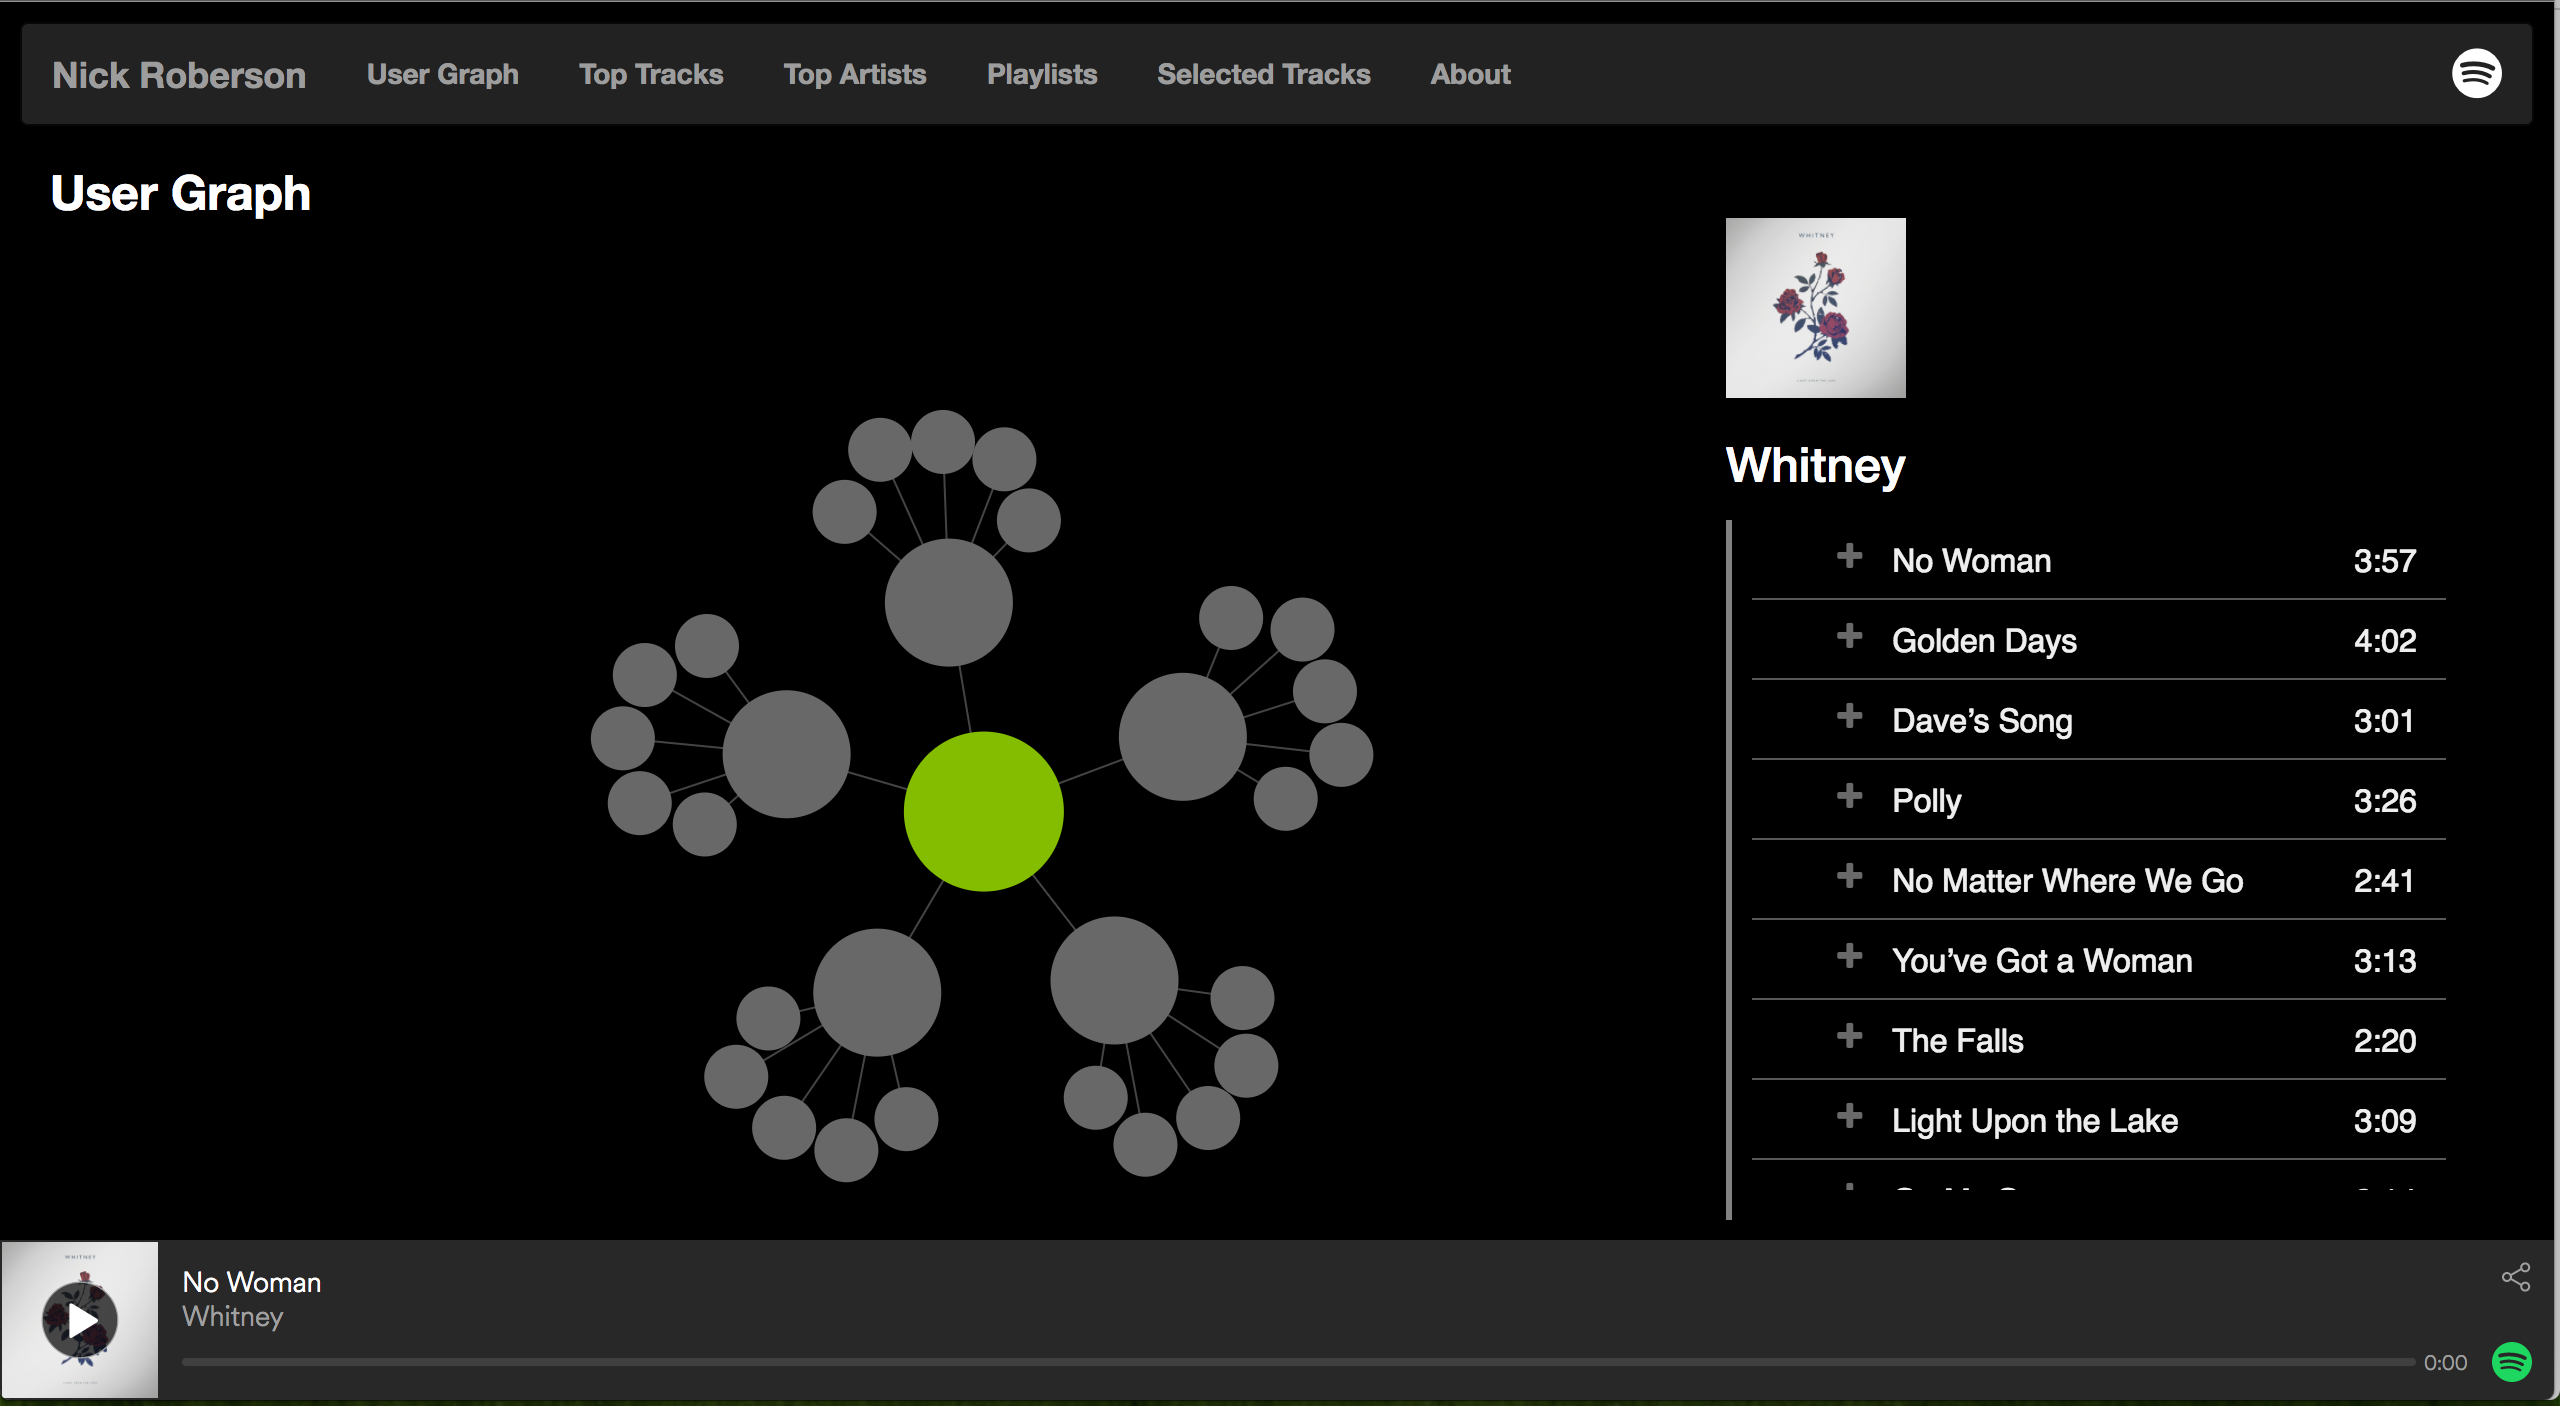 Nick Roberson User Graph Top Tracks Top Artists Playlists Selected Tracks About
User Graph
WHITNEY
Whitney
No Woman 3:57
Golden Days 4:02
Dave’s Song 3:01
Polly 3:26
No Matter Where We Go 2:41
You’ve Got a Woman 3:13
The Falls 2:20
Light Upon the Lake 3:09
WHITNEY
No Woman
Whitney
0:00